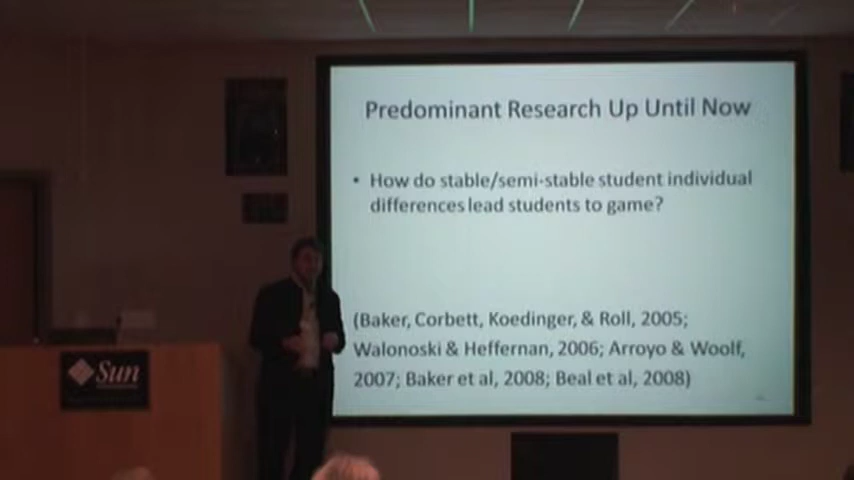 Predominant Research Up Until Now
• How do stable/semi-stable student individual
differences lead students to game?
(Baker, Corbett, Koedinger, & Roll, 2005;
Walonoski & Heffernan, 2006; Arroyo & Woolf,
2007; Baker et al, 2008; Beal et al, 2008)
Sun